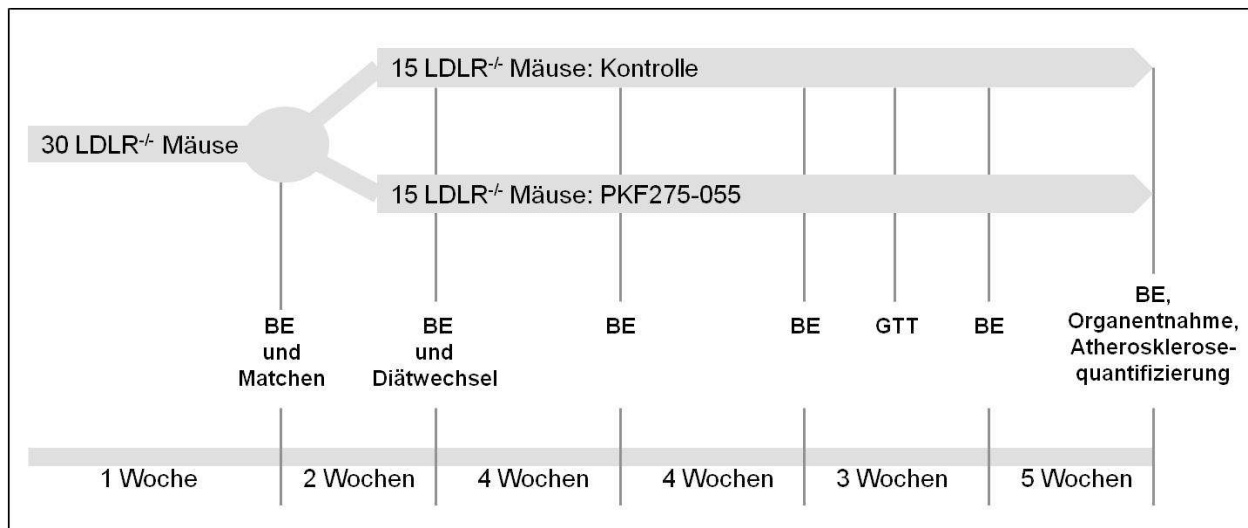 15 LDLR-/- Mäuse: Kontrolle
30 LDLR-/- Mäuse
15 LDLR-/- Mäuse: PKF275-055
BE
und
Matchen
BE
und
Diätwechsel
BE
BE
GTT
BE
BE,
Organentnahme,
Atherosklerose-
quantifizierung
1 Woche
2 Wochen
4 Wochen
4 Wochen
3 Wochen
5 Wochen